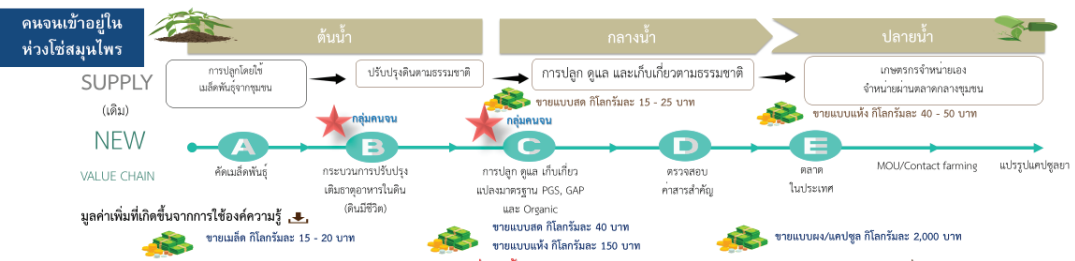 คนจนเข้าอยู่ใน
ห่วงโซ่สมุนไพร
ต้นน้ำ
กลางน้ำ
ปลายน้ำ
SUPPLY
(เดิม)
การปลูกโดยใช้
เมล็ดพันธุ์จากชุมชน
ปรับปรุงดินตามธรรมชาติ
การปลูก ดูแล และเก็บเกี่ยวตามธรรมชาติ
เกษตรกรจำหน่ายเอง
จำหน่ายผ่านตลาดกลางชุมชน
ขายแบบสด กิโลกรัมละ 15 - 25 บาท
ขายแบบแห้ง กิโลกรัมละ 40 - 50 บาท
NEW
VALUE CHAIN
กลุ่มคนจน
กลุ่มคนจน
A
B
C
D
E
คัดเมล็ดพันธุ์
กระบวนการปรับปรุง
เติมธาตุอาหารในดิน
(ดินมีชีวิต)
การปลูก ดูแล เก็บเกี่ยว
แปลงมาตรฐาน PGS, GAP
และ Organic
ตรวจสอบ
ค่าสารสำคัญ
ตลาด
ในประเทศ
MOU/Contact farming
แปรรูปแคปซูลยา
มูลค่าเพิ่มที่เกิดขึ้นจากการใช้องค์ความรู้
ขายเมล็ด กิโลกรัมละ 15 - 20 บาท
ขายแบบสด กิโลกรัมละ 40 บาท
ขายแบบแห้ง กิโลกรัมละ 150 บาท
ขายแบบผง/แคปซูล กิโลกรัมละ 2,000 บาท